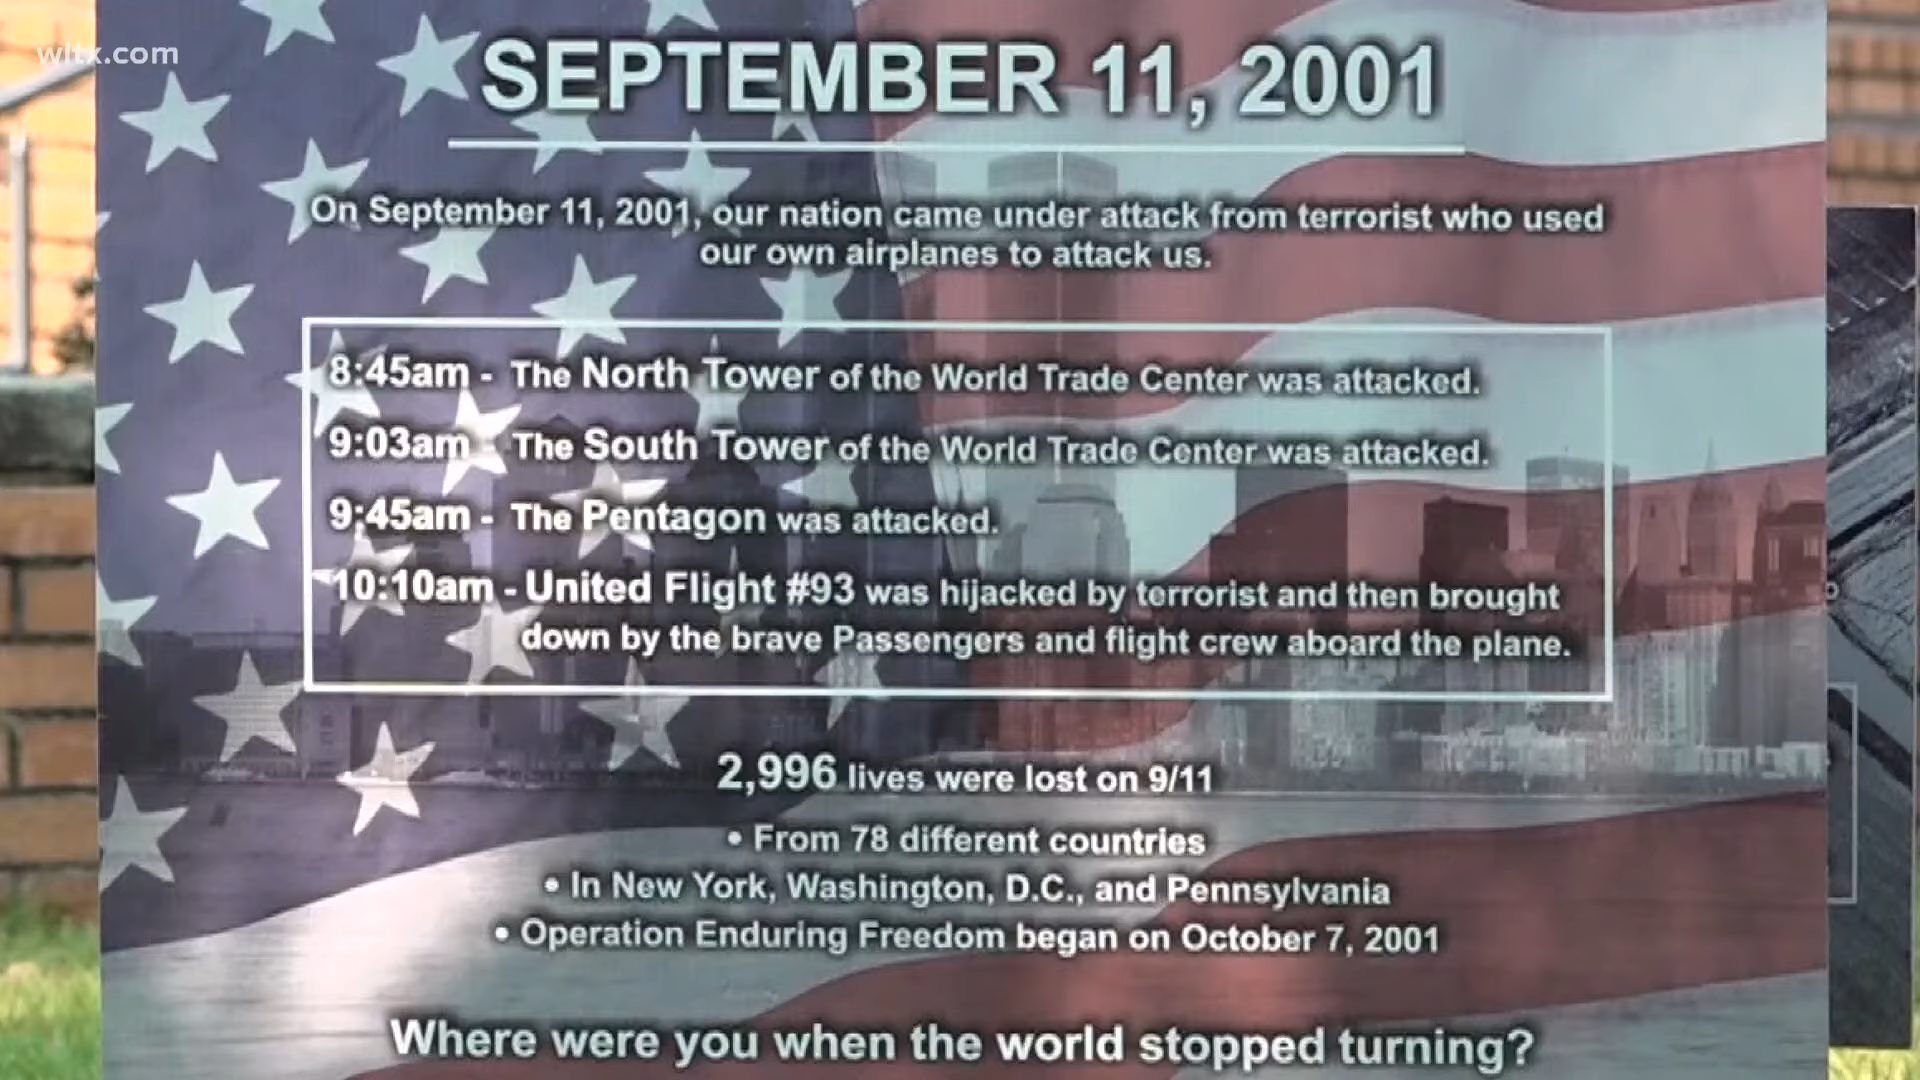 wltx.com
SEPTEMBER 11, 2001
On September 11, 2001, our nation came under attack from terrorist who used
our own airplanes to attack us.
8:45am - The North Tower of the World Trade Center was attacked.
9:03am - The South Tower of the World Trade Center was attacked.
9:45am - The Pentagon was attacked.
10:10am - United Flight #93 was hijacked by terrorist and then brought
down by the brave Passengers and flight crew aboard the plane.
2,996 lives were lost on 9/11
• From 78 different countries
• In New York, Washington, D.C., and Pennsylvania
• Operation Enduring Freedom began on October 7, 2001
Where were you when the world stopped turning?